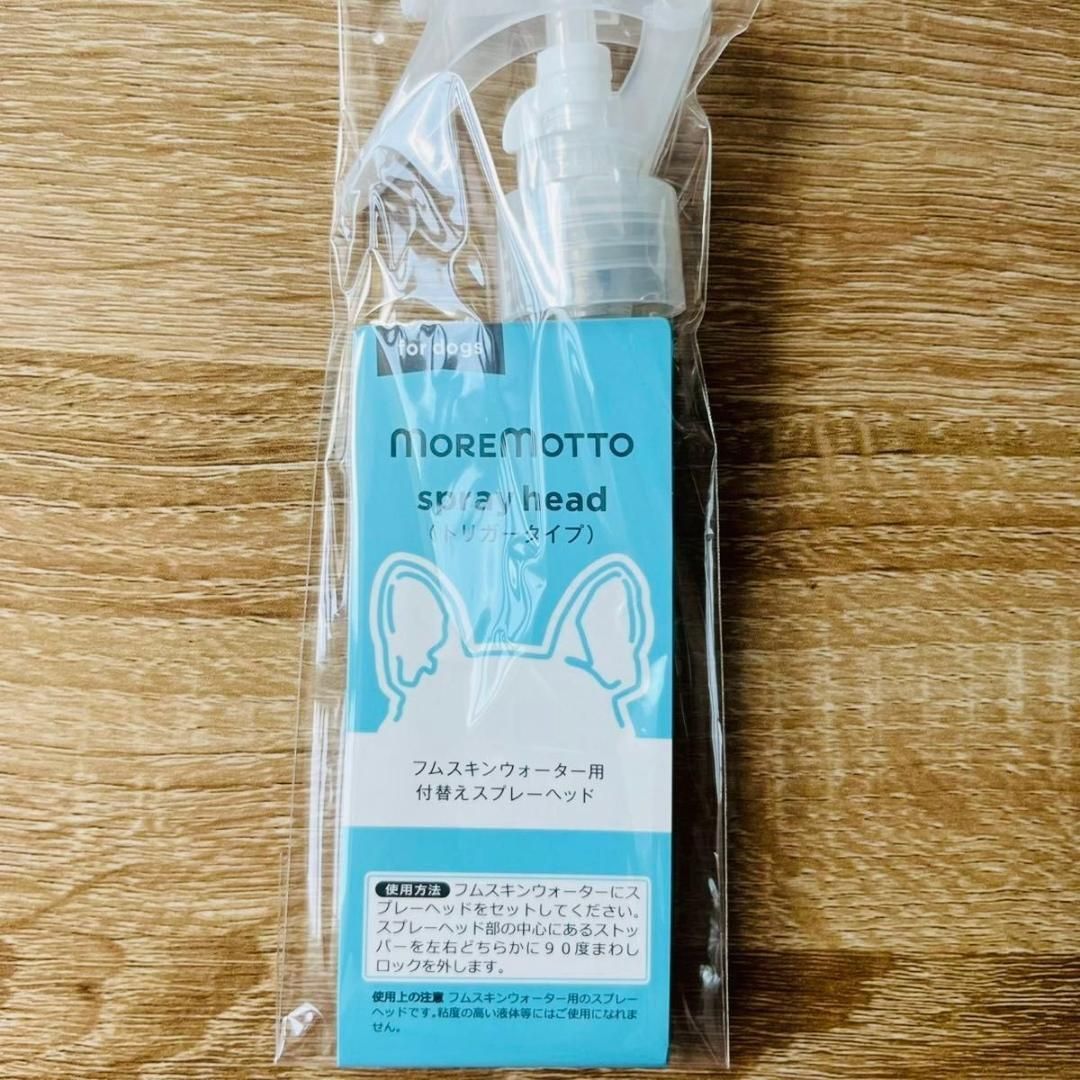 for dogs
MOREMOTTO
spray head
(トリガータイプ)
フムスキンウォーター用
付替えスプレーヘッド
使用方法 フムスキンウォーターにス
プレーヘッドをセットしてください。
スプレーヘッド部の中心にあるストッ
パーを左右どちらかに90度まわし
ロックを外します。
使用上の注意 フムスキンウォーター用のスプレー
ヘッドです。粘度の高い液体等にはご使用になれま
せん。